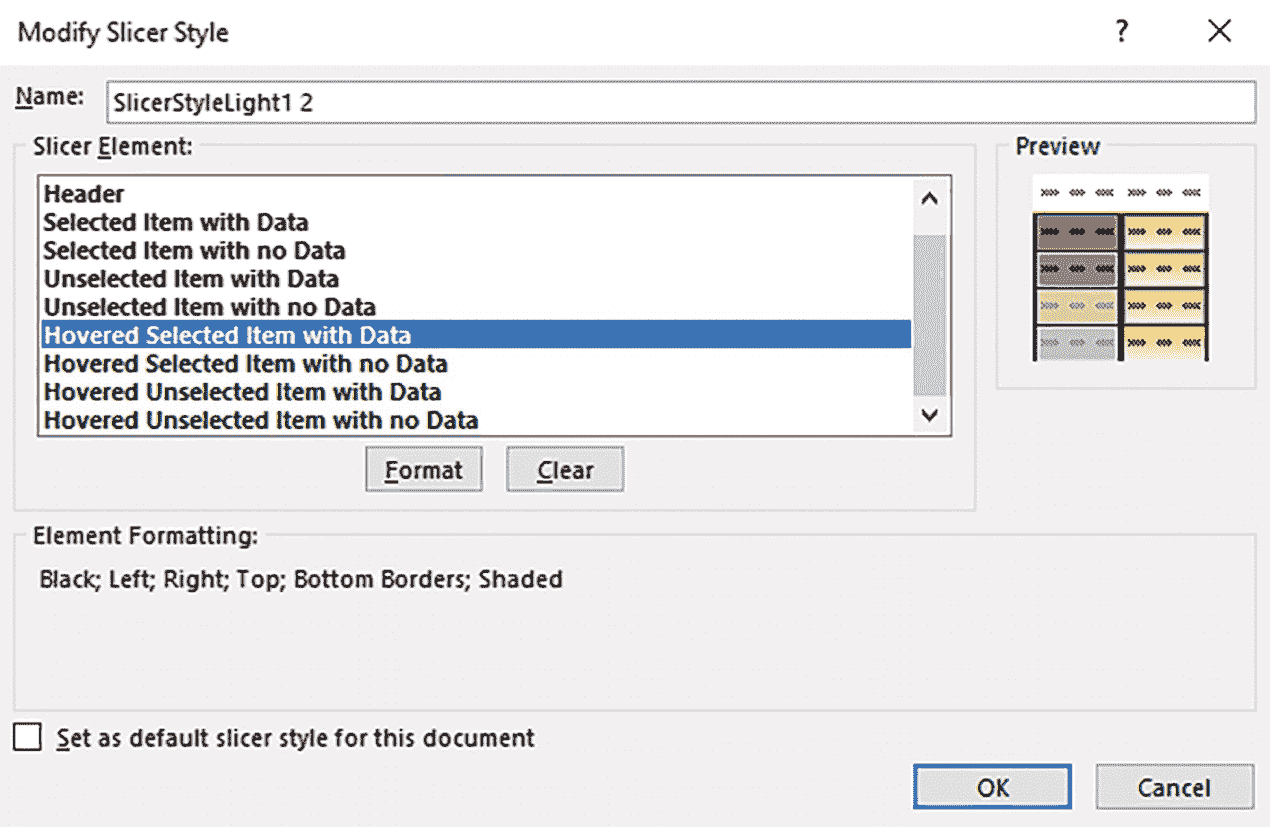 Modify Slicer Style ?
Name: SlicerStyleLight1 2
Slicer Element:
Preview
Header
Selected Item with Data
Selected Item with no Data
Unselected Item with Data
Unselected Item with no Data
Hovered Selected Item with Data
Hovered Selected Item with no Data
Hovered Unselected Item with Data
Hovered Unselected Item with no Data
Format Clear
Element Formatting:
Black; Left; Right; Top; Bottom Borders; Shaded
Set as default slicer style for this document
OK Cancel